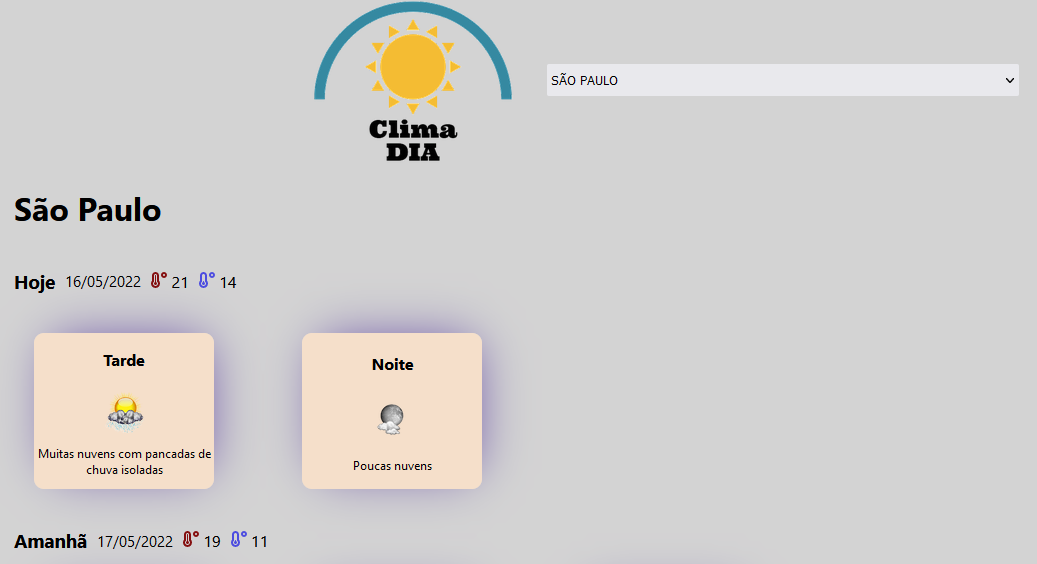 Clima
DIA
SÃO PAULO
São Paulo
Hoje 16/05/2022 21 14
Tarde
Muitas nuvens com pancadas de
chuva isoladas
Noite
Poucas nuvens
Amanhã 17/05/2022 19 11